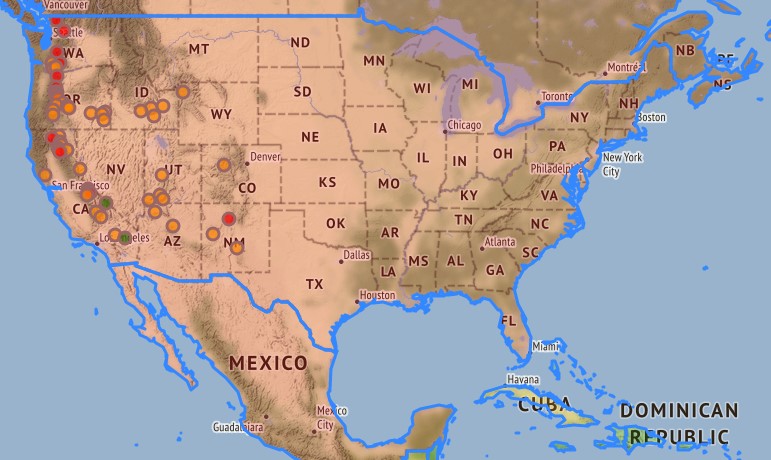 Vancouver
Seattle
WA
MT
ND
MN
NB
PE
NS
Montréal
OR
ID
SD
WI
MI
Toronto
NH
WY
NY
Boston
IA
Chicago
NE
PA
New York
City
IL
IN
OH
Denver
Philadelphia
NV
UT
CO
KS
MO
KY
VA
San Francisco
CA
OK
TN
NC
AR
Los Angeles
AZ
NM
Dallas
MS
AL
Atlanta
SC
GA
LA
TX
Houston
FL
Miami
MEXICO
Havana
CUBA
Guadalajara
Mexico
City
DOMINICAN
REPUBLIC